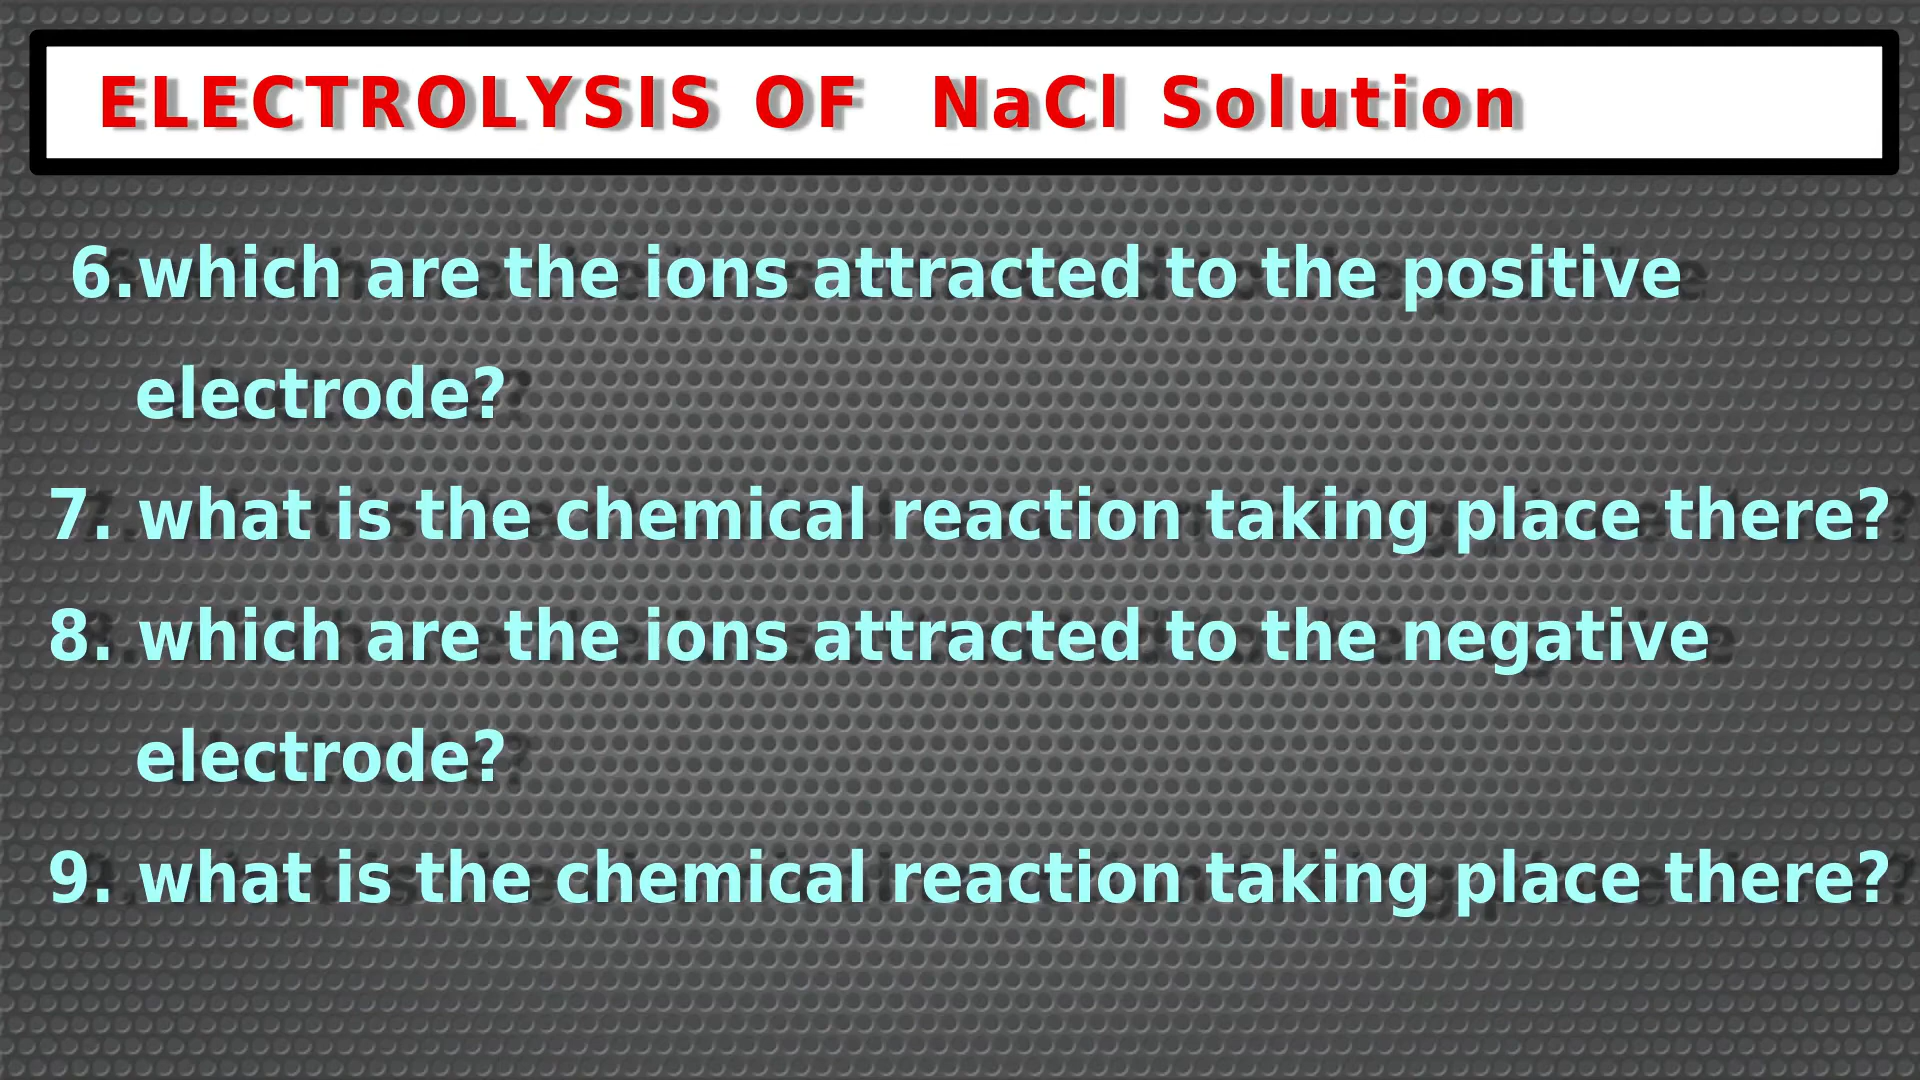 ELECTROLYSIS OF NaCl Solution
6.which are the ions attracted to the positive
electrode?
7. what is the chemical reaction taking place there?
8. which are the ions attracted to the negative
electrode?
9. what is the chemical reaction taking place there?